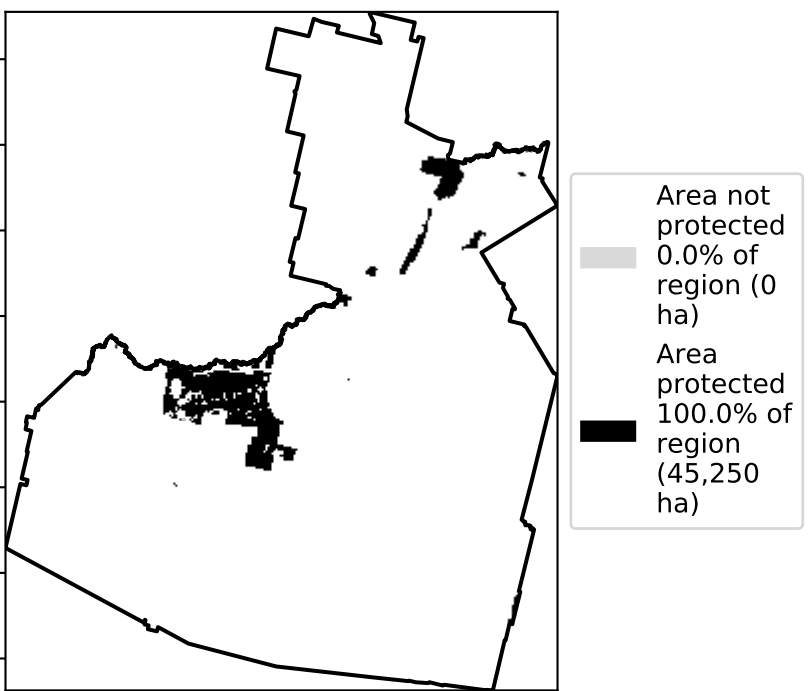 Area not
protected
0.0% of
region (0
ha)
Area
protected
100.0% of
region
(45,250
ha)